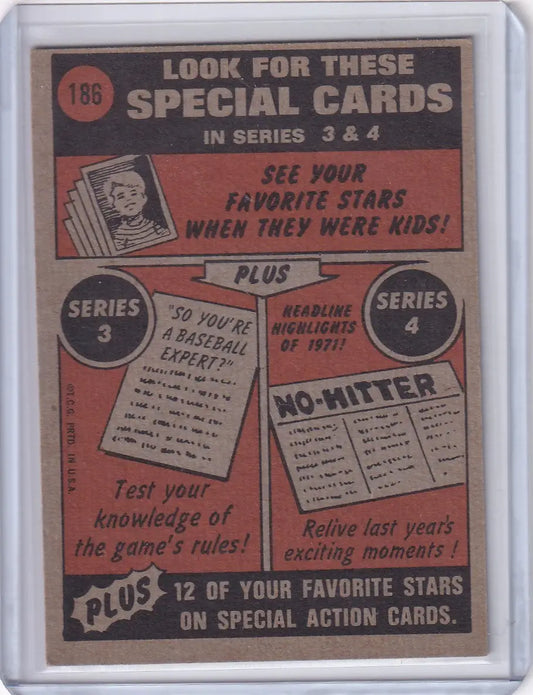 186
LOOK FOR THESE
SPECIAL CARDS
IN SERIES 3 & 4
SEE YOUR
FAVORITE STARS
WHEN THEY WERE KIDS!
PLUS
SERIES
3
"SO YOU'RE
A BASEBALL
EXPERT?"
Test your
knowledge of
the game's rules!
HEADLINE
HIGHLIGHTS
OF 1971!
SERIES
4
NO-HITTER
Relive last year's
exciting moments!
©T.C.G. PRTD. IN U.S.A.
PLUS
12 OF YOUR FAVORITE STARS
ON SPECIAL ACTION CARDS.